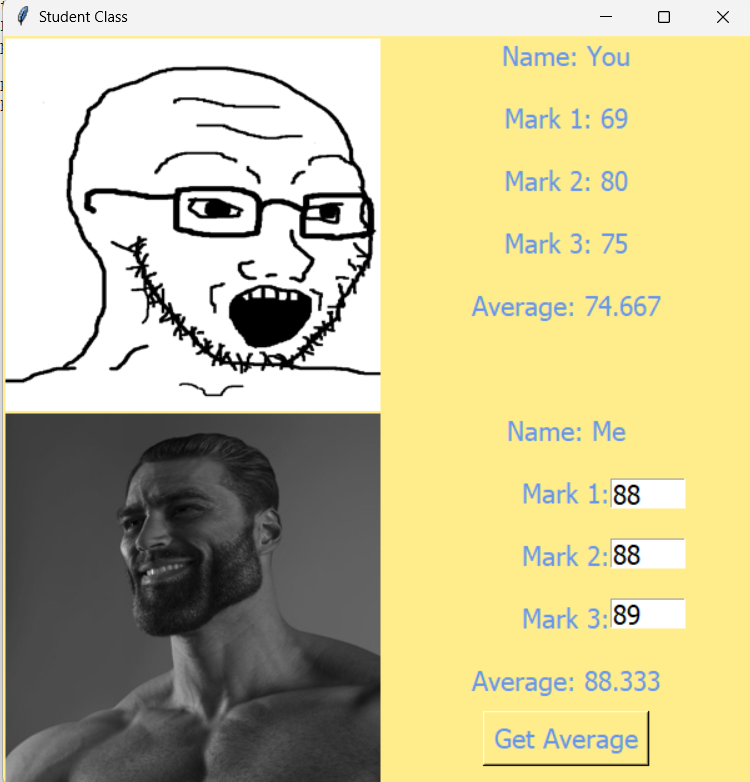 Student Class
Name: You
Mark 1: 69
Mark 2: 80
Mark 3: 75
Average: 74.667
Name: Me
Mark 1: 88
Mark 2: 88
Mark 3: 89
Average: 88.333
Get Average